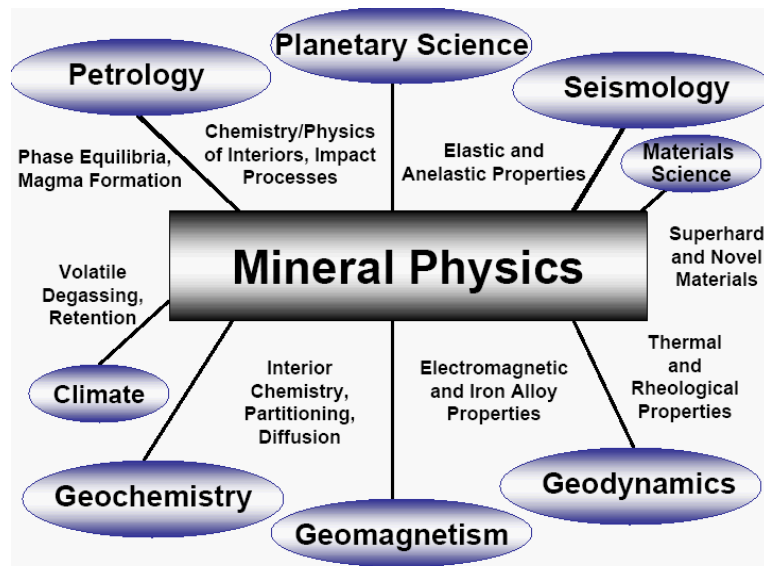 Planetary Science
Petrology
Seismology
Chemistry/Physics
of Interiors, Impact
Processes
Elastic and
Anelastic Properties
Materials
Science
Phase Equilibria,
Magma Formation
Mineral Physics
Superhard
and Novel
Materials
Volatile
Degassing,
Retention
Climate
Interior
Chemistry,
Partitioning,
Diffusion
Electromagnetic
and Iron Alloy
Properties
Thermal
and
Rheological
Properties
Geochemistry
Geomagnetism
Geodynamics